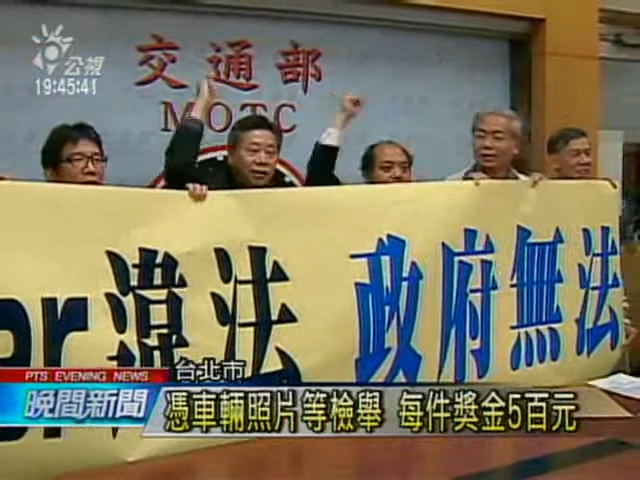 公視
19:45:41
交通部
MOTC
er 違法 政府無法
PTS EVENING NEWS
台北市
晚間新聞
憑車輛照片等檢舉 每件獎金5百元